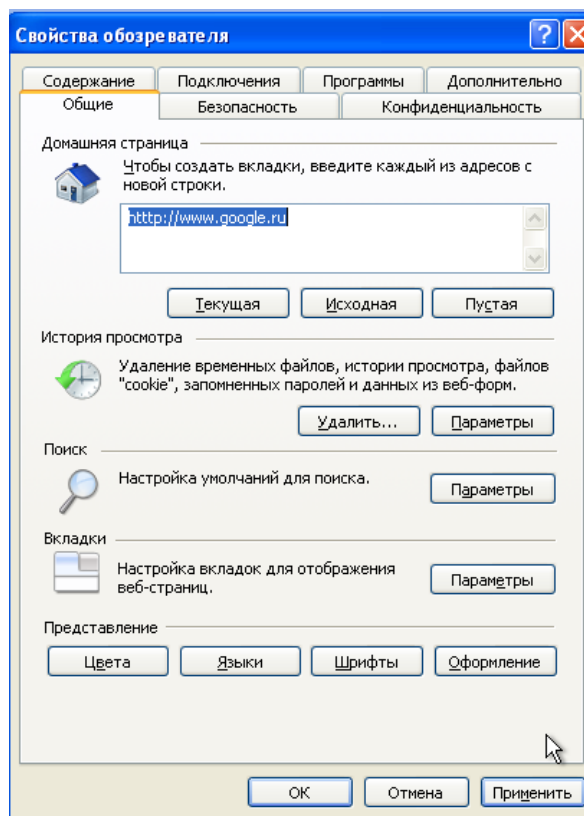 Свойства обозревателя
Содержание Подключения Программы Дополнительно
Общие Безопасность Конфиденциальность
Домашняя страница
Чтобы создать вкладки, введите каждый из адресов с
новой строки.
htttp://www.google.ru
Текущая Исходная Пустая
История просмотра
Удаление временных файлов, истории просмотра, файлов
"cookie", запомненных паролей и данных из веб-форм.
Удалить... Параметры
Поиск
Настройка умолчаний для поиска.
Параметры
Вкладки
Настройка вкладок для отображения
веб-страниц.
Параметры
Представление
Цвета Языки Шрифты Оформление
ОК Отмена Применить